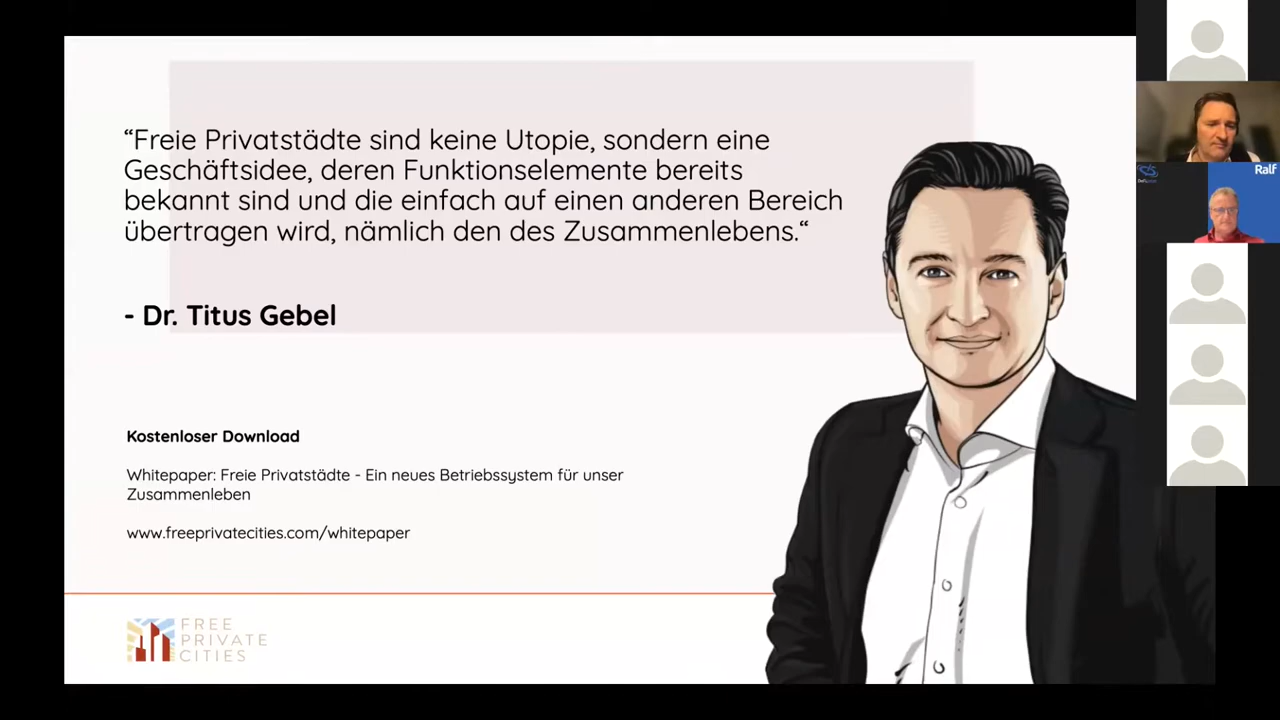 “Freie Privatstädte sind keine Utopie, sondern eine
Geschäftsidee, deren Funktionselemente bereits
bekannt sind und die einfach auf einen anderen Bereich
übertragen wird, nämlich den des Zusammenlebens.“
- Dr. Titus Gebel
Kostenloser Download
Whitepaper: Freie Privatstädte - Ein neues Betriebssystem für unser
Zusammenleben
www.freeprivatecities.com/whitepaper
FREE
PRIVATE
CITIES
Ralf